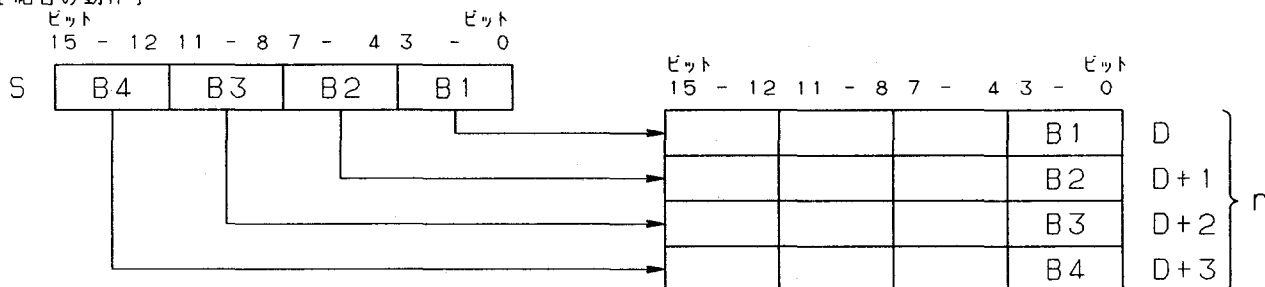 ビット ビット
15 - 12 11 - 8 7 - 4 3 - 0
S B4 B3 B2 B1
ビット ビット
15 - 12 11 - 8 7 - 4 3 - 0
B1 D
B2 D+1
B3 D+2
B4 D+3